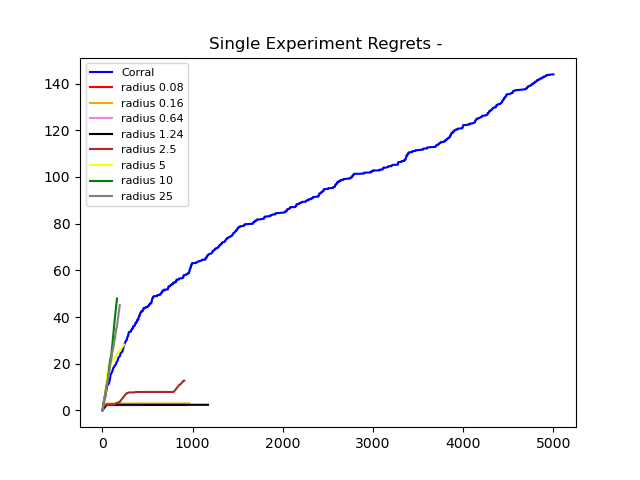 Single Experiment Regrets -
140
120
100
80
60
40
20
0
Corral
radius 0.08
radius 0.16
radius 0.64
radius 1.24
radius 2.5
radius 5
radius 10
radius 25
0 1000 2000 3000 4000 5000